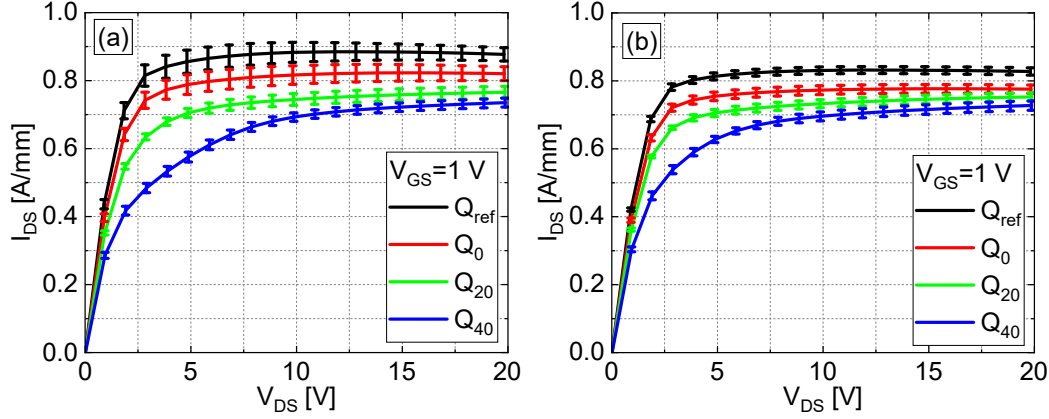 (a)
I_DS [A/mm]
1.0
0.8
0.6
0.4
0.2
0.0
0
5
10
15
20
V_DS [V]
V_GS=1 V
Q_ref
Q_0
Q_20
Q_40
(b)
I_DS [A/mm]
1.0
0.8
0.6
0.4
0.2
0.0
0
5
10
15
20
V_DS [V]
V_GS=1 V
Q_ref
Q_0
Q_20
Q_40